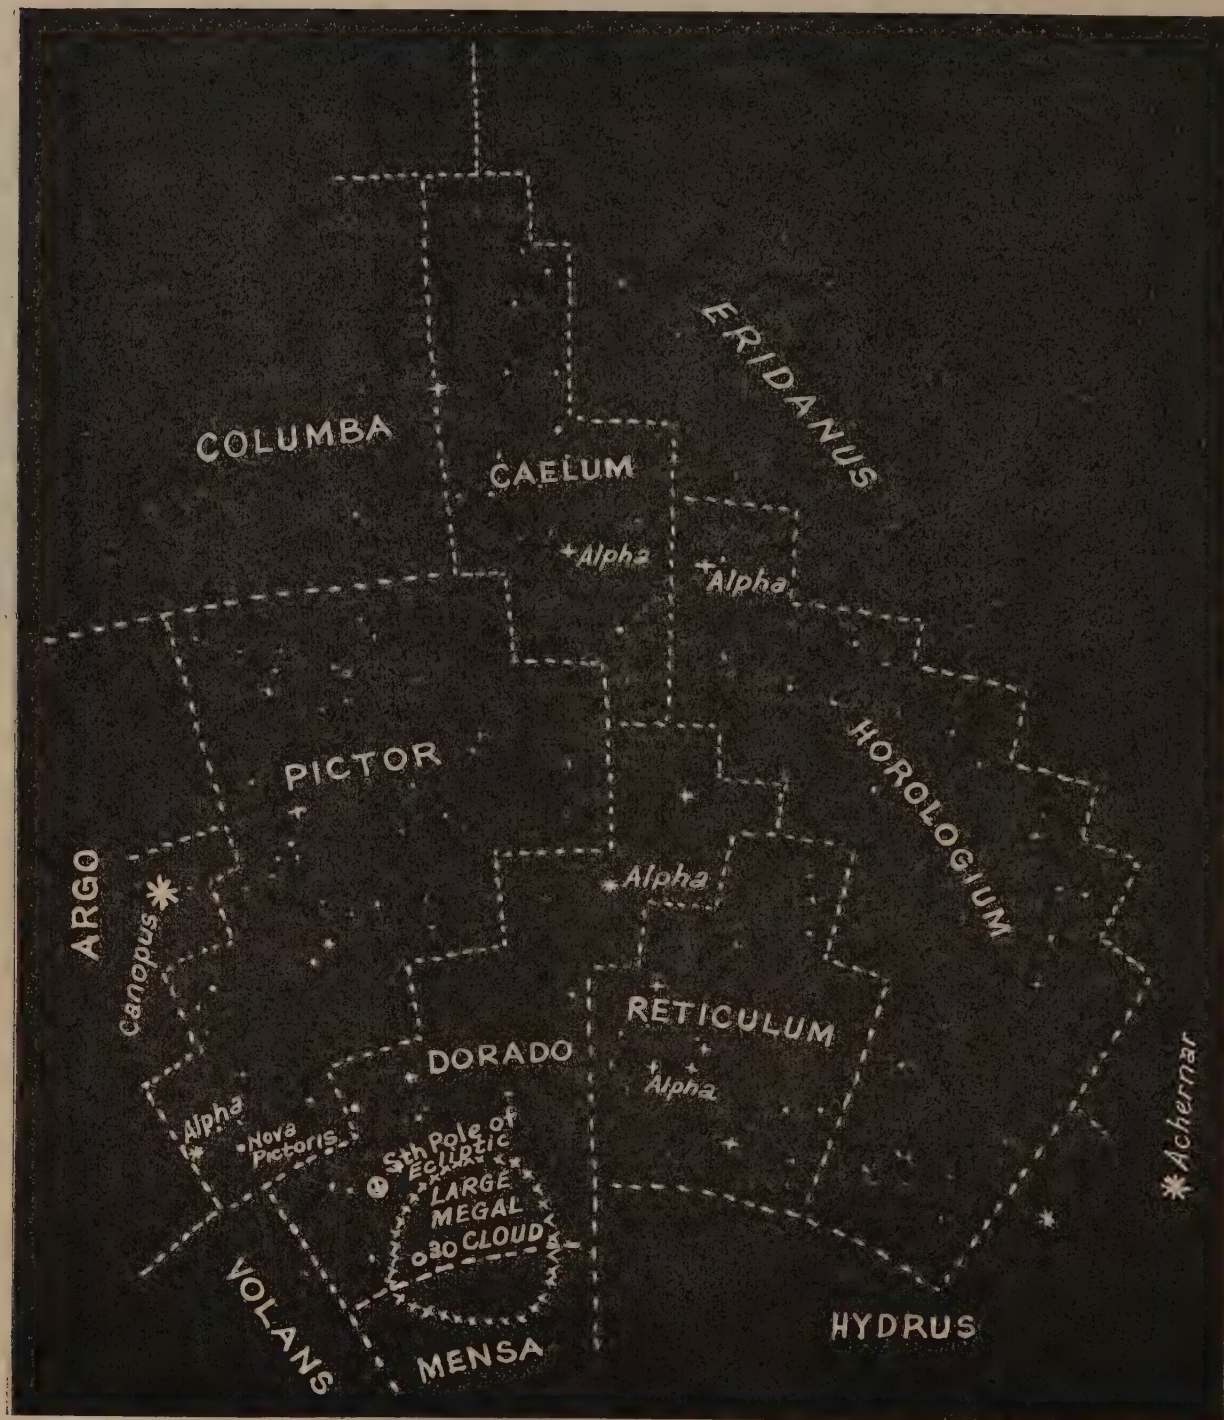 ERIDANUS
COLUMBA
CAELUM
Alpha
Alpha
HOROLOGIUM
PICTOR
ARGO
Canopus
Alpha
RETICULUM
Alpha
DORADO
Achernar
Alpha
Nova
Pictoris
Sth Pole of
Ecliptic
LARGE
MEGAL
30 CLOUD
VOLANS
MENSA
HYDRUS